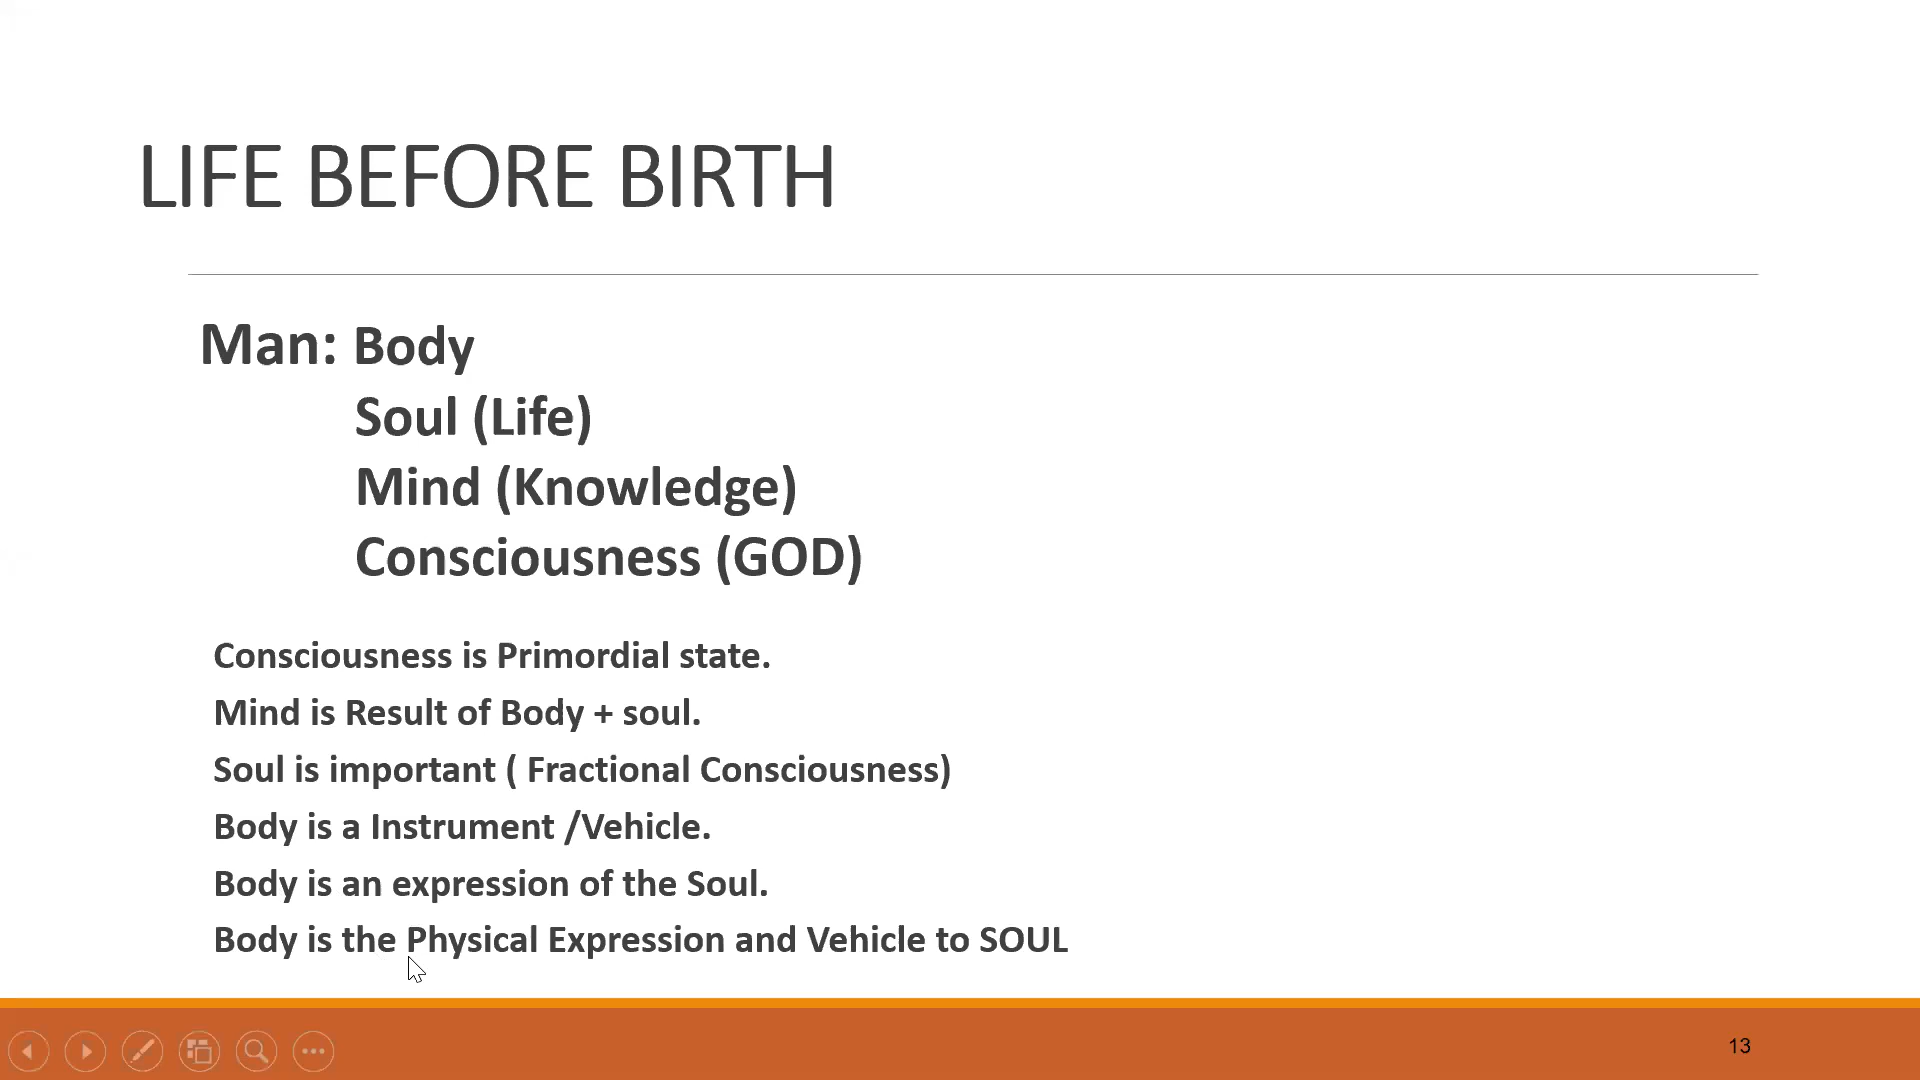 LIFE BEFORE BIRTH
Man: Body
Soul (Life)
Mind (Knowledge)
Consciousness (GOD)
Consciousness is Primordial state.
Mind is Result of Body + soul.
Soul is important ( Fractional Consciousness)
Body is a Instrument /Vehicle.
Body is an expression of the Soul.
Body is the Physical Expression and Vehicle to SOUL
13